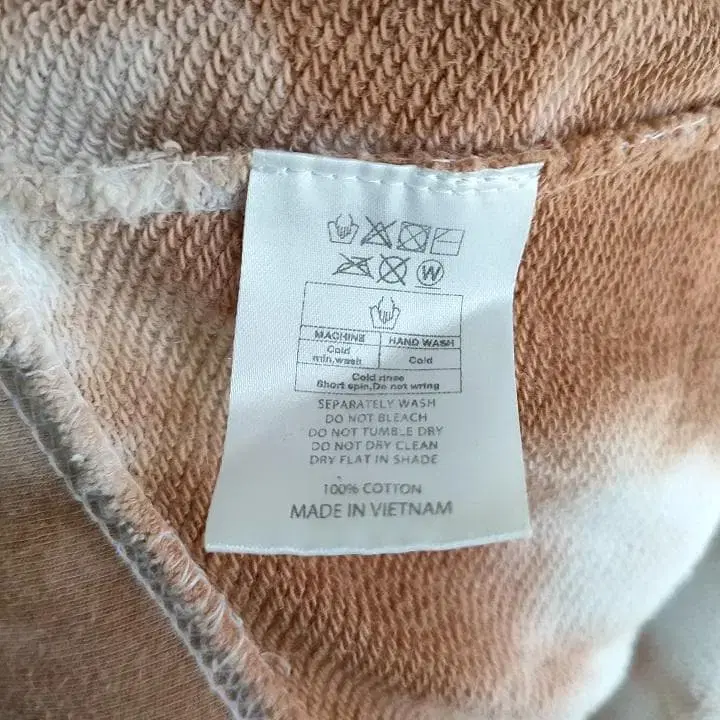 W
MACHINE HAND WASH
Cold Cold
min.wash
Cold rinse
Short spin,Do not wring
SEPARATELY WASH
DO NOT BLEACH
DO NOT TUMBLE DRY
DO NOT DRY CLEAN
DRY FLAT IN SHADE
100% COTTON
MADE IN VIETNAM